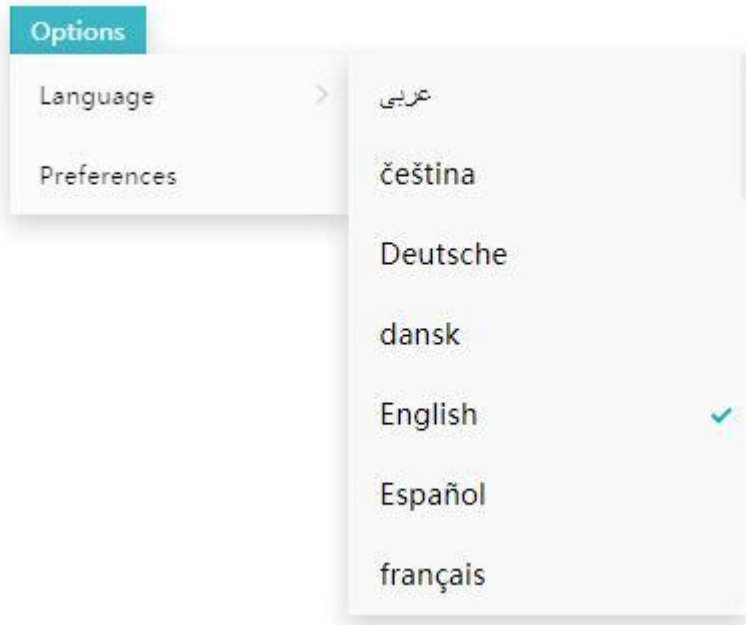 Options
Language
Preferences
عربى
čeština
Deutsche
dansk
English
Español
français